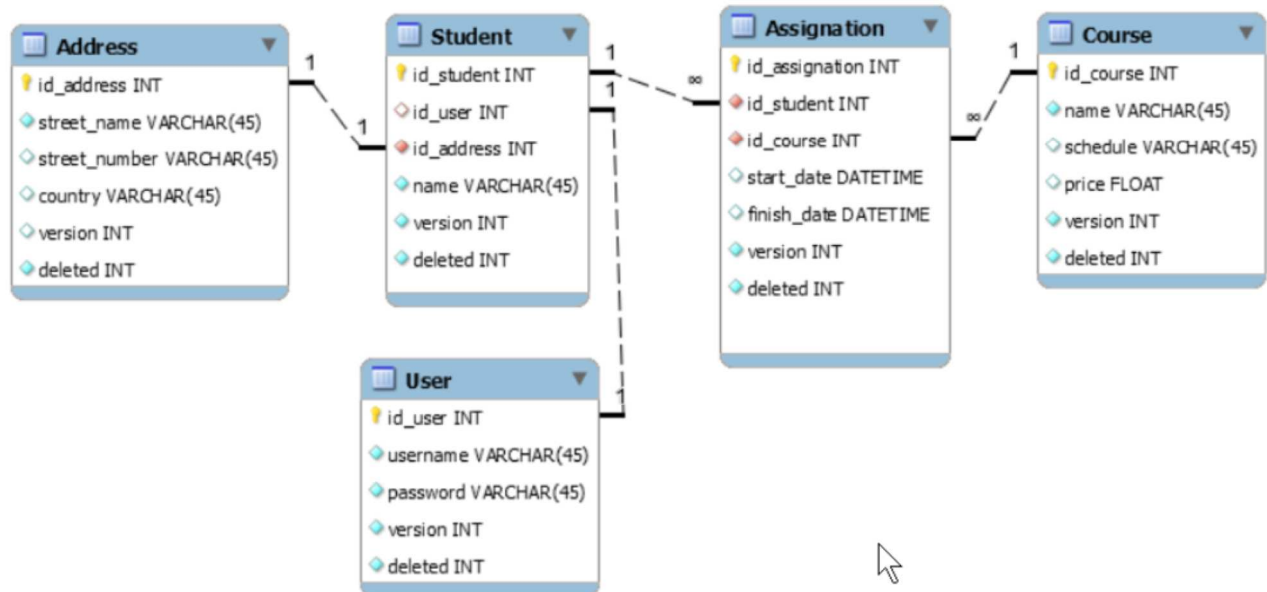 Address
id_address INT
street_name VARCHAR(45)
street_number VARCHAR(45)
country VARCHAR(45)
version INT
deleted INT
1
1
Student
id_student INT
id_user INT
id_address INT
name VARCHAR(45)
version INT
deleted INT
1
1
∞
Assignation
id_assignation INT
id_student INT
id_course INT
start_date DATETIME
finish_date DATETIME
version INT
deleted INT
∞
1
Course
id_course INT
name VARCHAR(45)
schedule VARCHAR(45)
price FLOAT
version INT
deleted INT
User
id_user INT
username VARCHAR(45)
password VARCHAR(45)
version INT
deleted INT
1